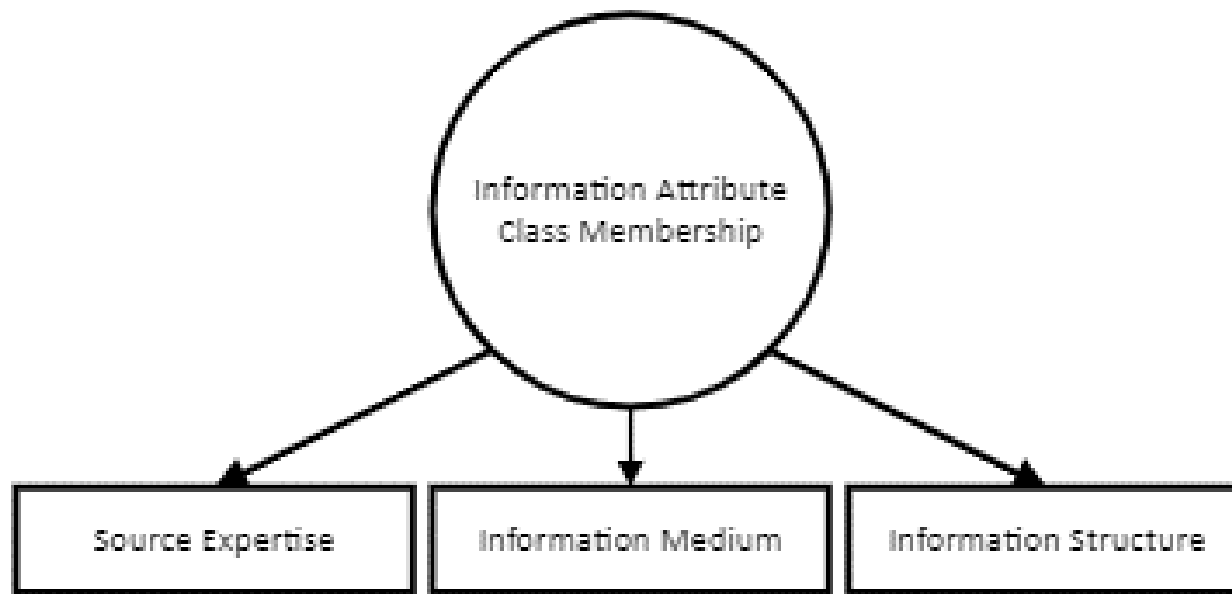 Information Attribute
Class Membership
Source Expertise
Information Medium
Information Structure